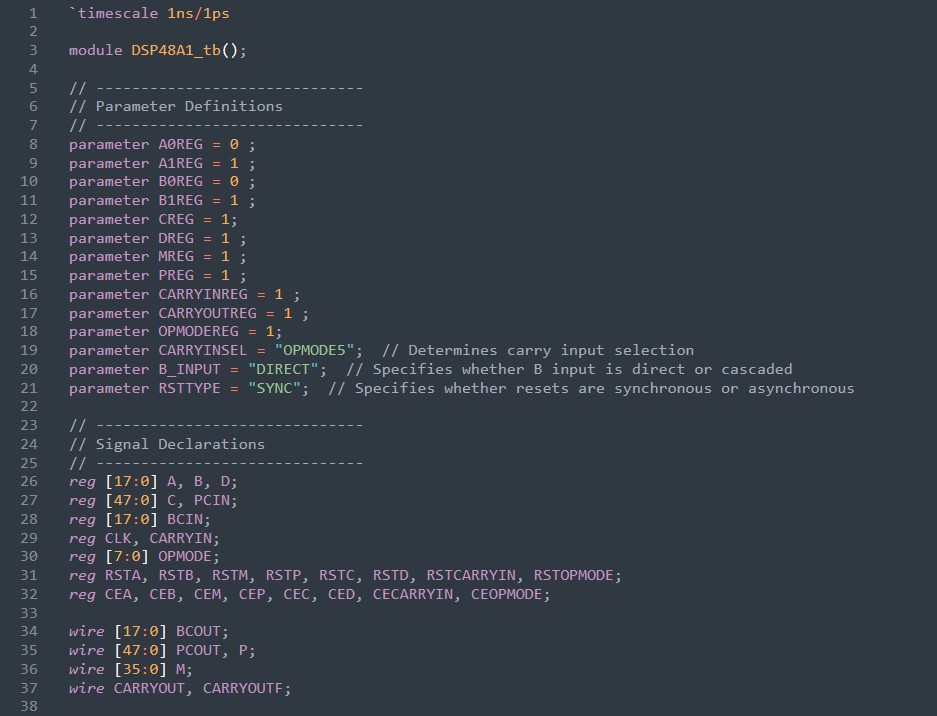 1 `timescale 1ns/1ps
2
3 module DSP48A1_tb();
4
5 // ------------------------------
6 // Parameter Definitions
7 // ------------------------------
8 parameter A0REG = 0 ;
9 parameter A1REG = 1 ;
10 parameter B0REG = 0 ;
11 parameter B1REG = 1 ;
12 parameter CREG = 1;
13 parameter DREG = 1 ;
14 parameter MREG = 1 ;
15 parameter PREG = 1 ;
16 parameter CARRYINREG = 1 ;
17 parameter CARRYOUTREG = 1 ;
18 parameter OPMODEREG = 1;
19 parameter CARRYINSEL = "OPMODE5";  // Determines carry input selection
20 parameter B_INPUT = "DIRECT";  // Specifies whether B input is direct or cascaded
21 parameter RSTTYPE = "SYNC";  // Specifies whether resets are synchronous or asynchronous
22
23 // ------------------------------
24 // Signal Declarations
25 // ------------------------------
26 reg [17:0] A, B, D;
27 reg [47:0] C, PCIN;
28 reg [17:0] BCIN;
29 reg CLK, CARRYIN;
30 reg [7:0] OPMODE;
31 reg RSTA, RSTB, RSTM, RSTP, RSTC, RSTD, RSTCARRYIN, RSTOPMODE;
32 reg CEA, CEB, CEM, CEP, CEC, CED, CECARRYIN, CEOPMODE;
33
34 wire [17:0] BCOUT;
35 wire [47:0] PCOUT, P;
36 wire [35:0] M;
37 wire CARRYOUT, CARRYOUTF;
38